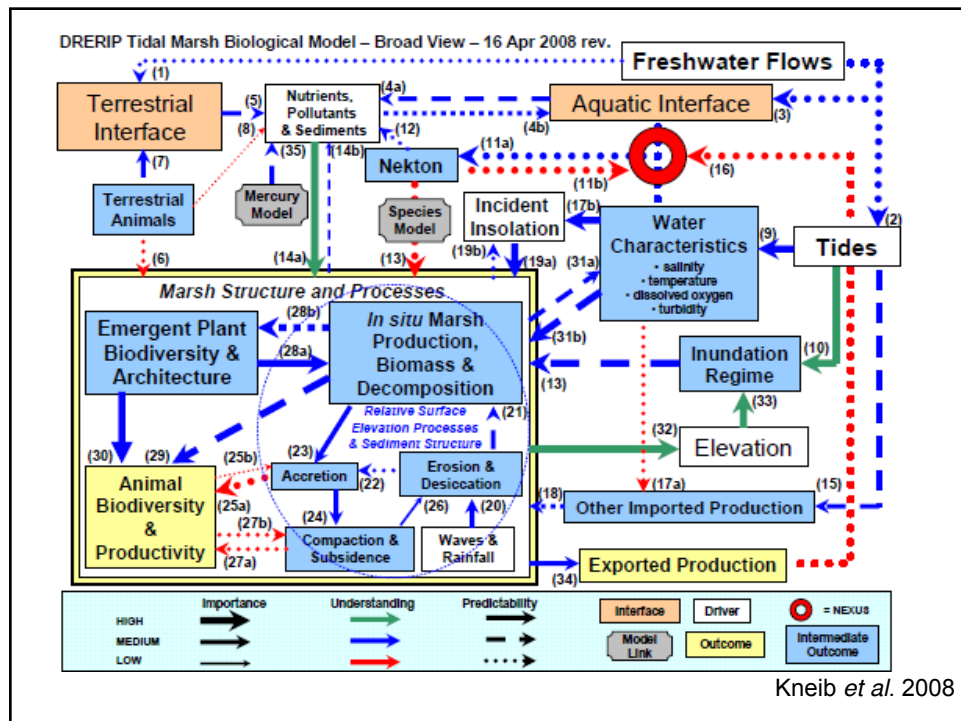 DRERIP Tidal Marsh Biological Model – Broad View – 16 Apr 2008 rev.
Freshwater Flows
(1)
Terrestrial
Interface
(5)
(8)
Nutrients,
Pollutants
& Sediments
(4a)
(4b)
Aquatic Interface
(3)
(7)
(35)
(14b)
(12)
Nekton
(11a)
(11b)
(16)
Terrestrial
Animals
Mercury
Model
Species
Model
Incident
Insolation
(17b)
Water
Characteristics
• salinity
• temperature
• dissolved oxygen
• turbidity
(9)
(2)
Tides
(6)
(14a)
(13)
(19b)
(19a)
(31a)
Marsh Structure and Processes
Emergent Plant
Biodiversity &
Architecture
(28b)
(28a)
In situ Marsh
Production,
Biomass &
Decomposition
(31b)
(13)
Inundation
Regime
(10)
(33)
Relative Surface
Elevation Processes
& Sediment Structure
(21)
(32)
Elevation
(30)
(29)
(25b)
(23)
Accretion
(22)
Erosion &
Desiccation
Animal
Biodiversity
&
Productivity
(25a)
(27b)
(27a)
(24)
(26)
(20)
Compaction &
Subsidence
Waves &
Rainfall
(18)
(17a)
(15)
Other Imported Production
(34)
Exported Production
Importance
Understanding
Predictability
HIGH
MEDIUM
LOW
Interface
Driver
= NEXUS
Model
Link
Outcome
Intermediate
Outcome
Kneib et al. 2008